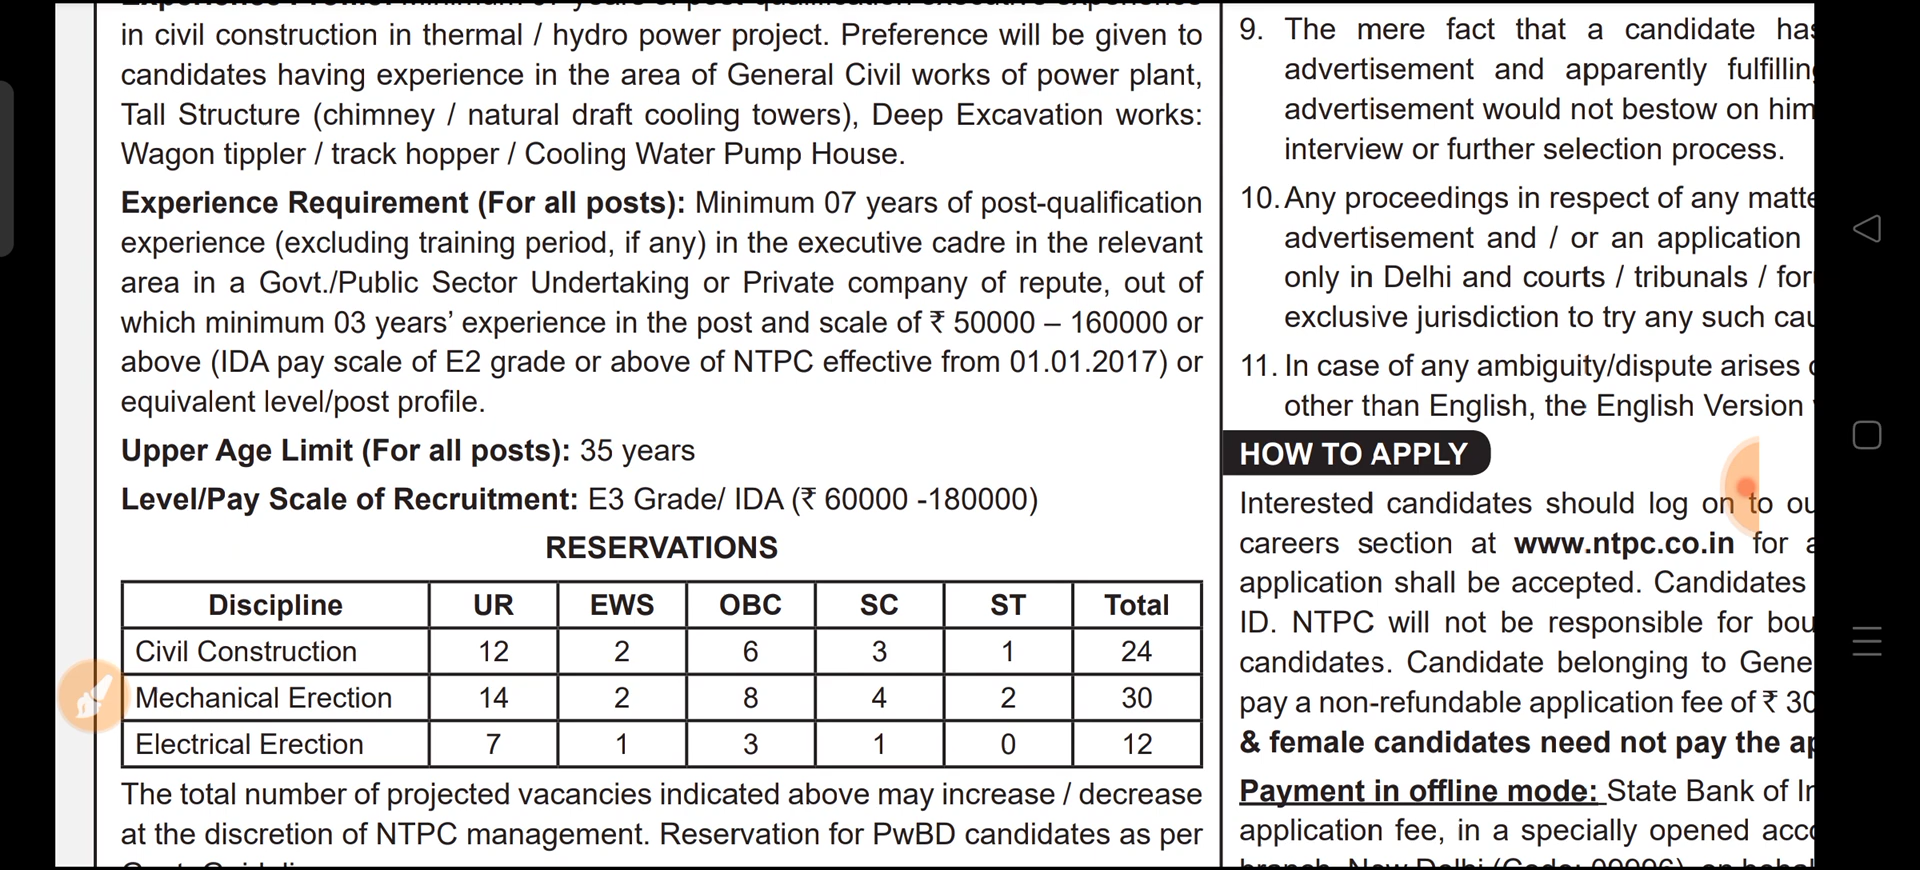 in civil construction in thermal / hydro power project. Preference will be given to
candidates having experience in the area of General Civil works of power plant,
Tall Structure (chimney / natural draft cooling towers), Deep Excavation works:
Wagon tippler / track hopper / Cooling Water Pump House.
Experience Requirement (For all posts): Minimum 07 years of post-qualification
experience (excluding training period, if any) in the executive cadre in the relevant
area in a Govt./Public Sector Undertaking or Private company of repute, out of
which minimum 03 years’ experience in the post and scale of ₹ 50000 – 160000 or
above (IDA pay scale of E2 grade or above of NTPC effective from 01.01.2017) or
equivalent level/post profile.
Upper Age Limit (For all posts): 35 years
Level/Pay Scale of Recruitment: E3 Grade/ IDA (₹ 60000 -180000)
RESERVATIONS
Discipline UR EWS OBC SC ST Total
Civil Construction 12 2 6 3 1 24
Mechanical Erection 14 2 8 4 2 30
Electrical Erection 7 1 3 1 0 12
The total number of projected vacancies indicated above may increase / decrease
at the discretion of NTPC management. Reservation for PwBD candidates as per
9. The mere fact that a candidate has
advertisement and apparently
advertisement would not bestow on him
interview or further selection process.
10. Any proceedings in respect of any
advertisement and / or an application
only in Delhi and courts / tribunals /
exclusive jurisdiction to try any such
11. In case of any ambiguity/dispute arises
other than English, the English Version
HOW TO APPLY
Interested candidates should log on to
careers section at www.ntpc.co.in for
application shall be accepted. Candidates
ID. NTPC will not be responsible for
candidates. Candidate belonging to
pay a non-refundable application fee of ₹ 30
& female candidates need not pay the
Payment in offline mode: State Bank of
application fee, in a specially opened